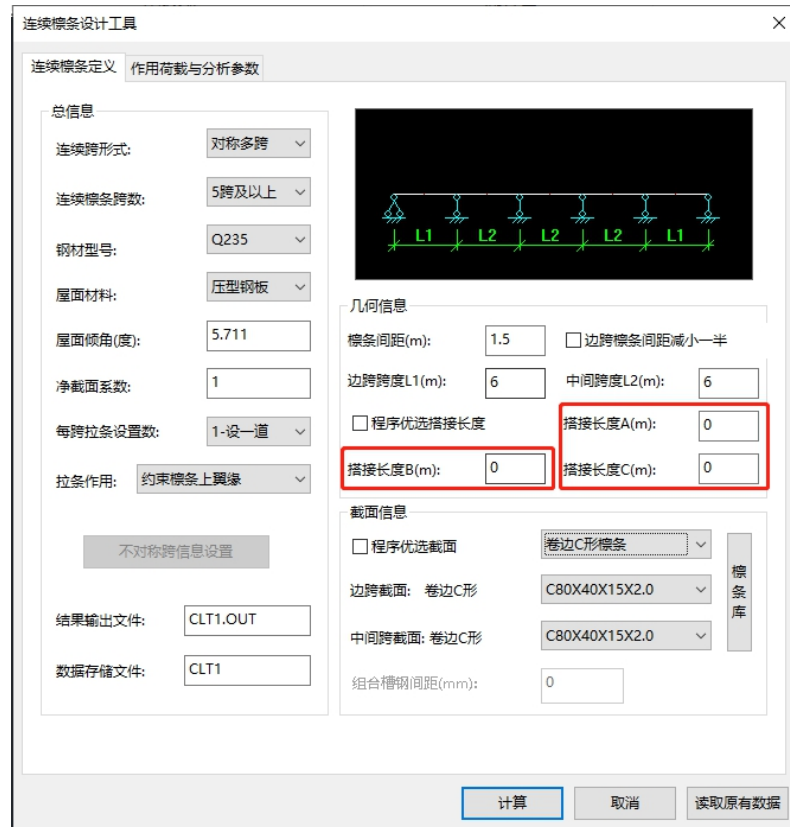 连续檩条设计工具
连续檩条定义 作用荷载与分析参数
总信息
连续跨形式: 对称多跨
连续檩条跨数: 5跨及以上
钢材型号: Q235
屋面材料: 压型钢板
屋面倾角(度): 5.711
净截面系数: 1
每跨拉条设置数: 1-设一道
拉条作用: 约束檩条上翼缘
不对称跨信息设置
结果输出文件: CLT1.OUT
数据存储文件: CLT1
L1 L2 L2 L2 L1
几何信息
檩条间距(m): 1.5 边跨檩条间距减小一半
边跨跨度L1(m): 6 中间跨度L2(m): 6
程序优选搭接长度 搭接长度A(m): 0
搭接长度B(m): 0 搭接长度C(m): 0
截面信息
程序优选截面 卷边C形檩条
边跨截面: 卷边C形 C80X40X15X2.0
中间跨截面: 卷边C形 C80X40X15X2.0
组合槽钢间距(mm): 0
檩条库
计算 取消 读取原有数据